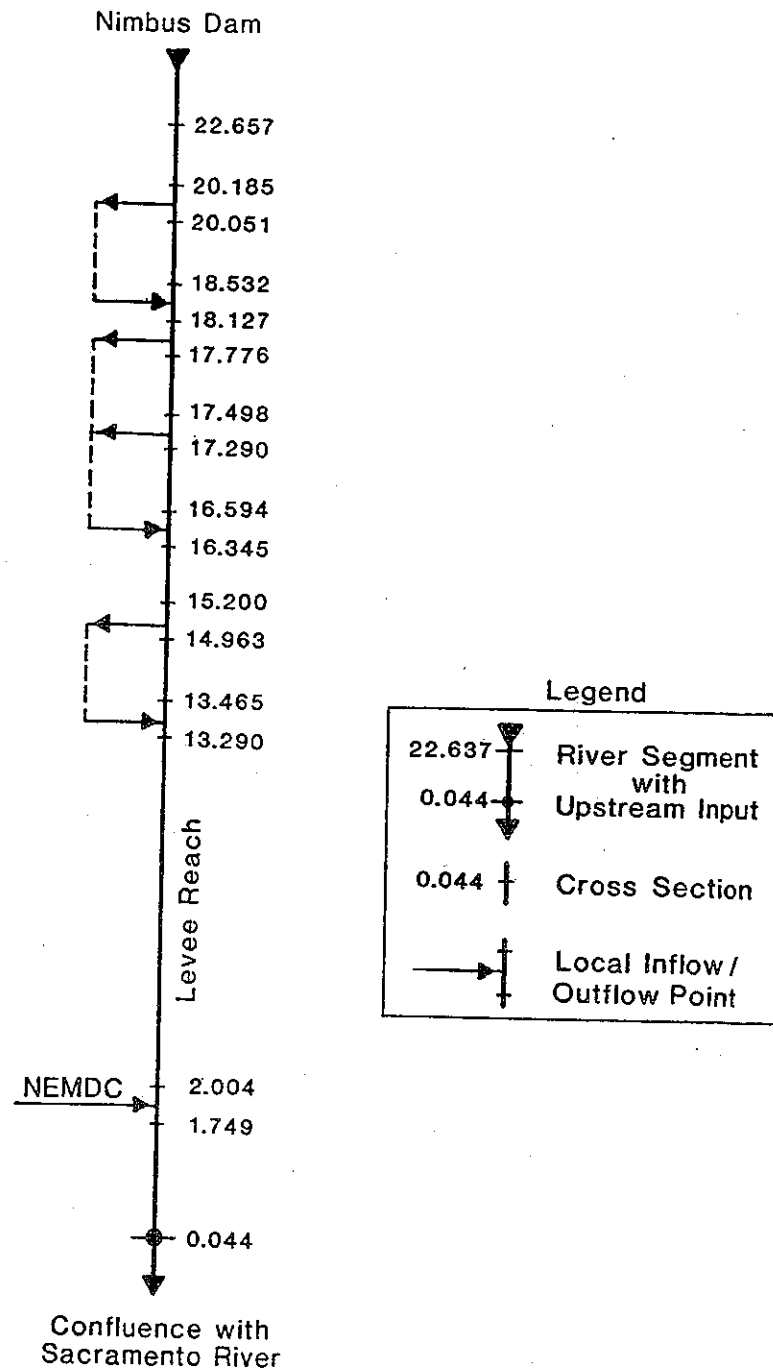 Nimbus Dam
22.657
20.185
20.051
18.532
18.127
17.776
17.498
17.290
16.594
16.345
15.200
14.963
13.465
13.290
Levee Reach
NEMDC
2.004
1.749
0.044
Confluence with
Sacramento River
Legend
22.637
River Segment
with
0.044
Upstream Input
0.044
Cross Section
Local Inflow/
Outflow Point